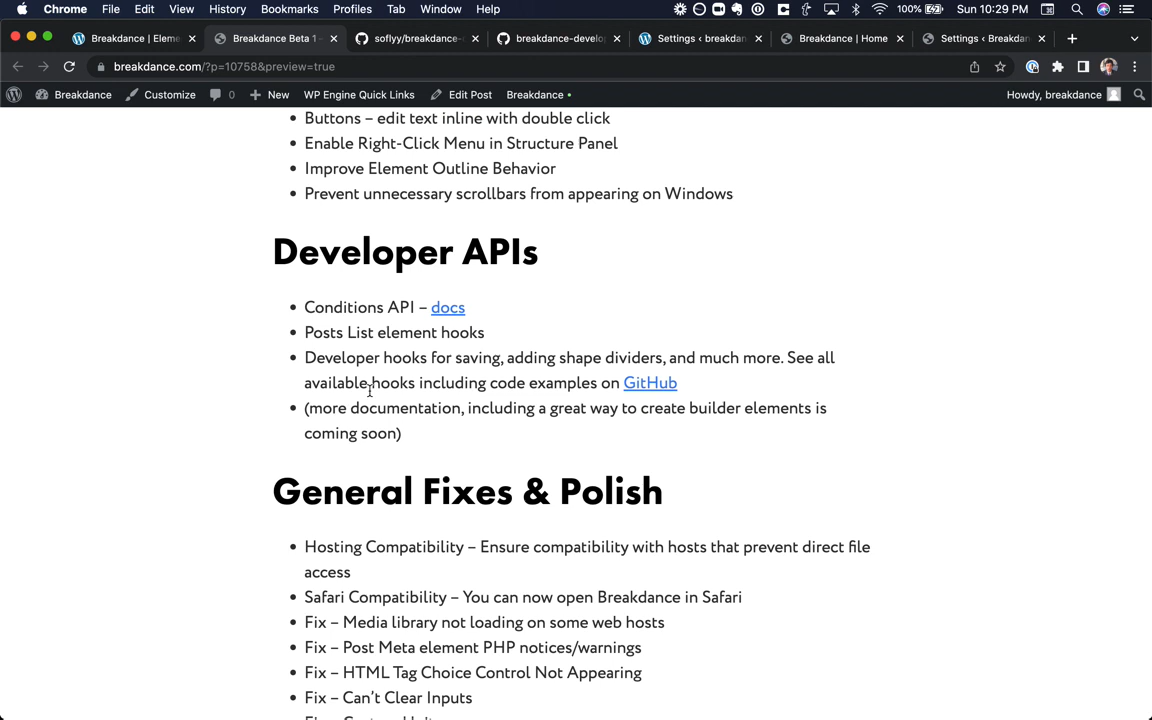 Chrome File Edit View History Bookmarks Profiles Tab Window Help 100% Sun 10:29 PM
Breakdance | Eleme Breakdance Beta 1 – soflyy/breakdance- breakdance-develo Settings ‹ breakdan Breakdance | Home Settings ‹ Breakdan
breakdance.com/?p=10758&preview=true
Breakdance Customize 0 New WP Engine Quick Links Edit Post Breakdance • Howdy, breakdance
• Buttons – edit text inline with double click
• Enable Right-Click Menu in Structure Panel
• Improve Element Outline Behavior
• Prevent unnecessary scrollbars from appearing on Windows
Developer APIs
• Conditions API – docs
• Posts List element hooks
• Developer hooks for saving, adding shape dividers, and much more. See all
available hooks including code examples on GitHub
• (more documentation, including a great way to create builder elements is
coming soon)
General Fixes & Polish
• Hosting Compatibility – Ensure compatibility with hosts that prevent direct file
access
• Safari Compatibility – You can now open Breakdance in Safari
• Fix – Media library not loading on some web hosts
• Fix – Post Meta element PHP notices/warnings
• Fix – HTML Tag Choice Control Not Appearing
• Fix – Can't Clear Inputs